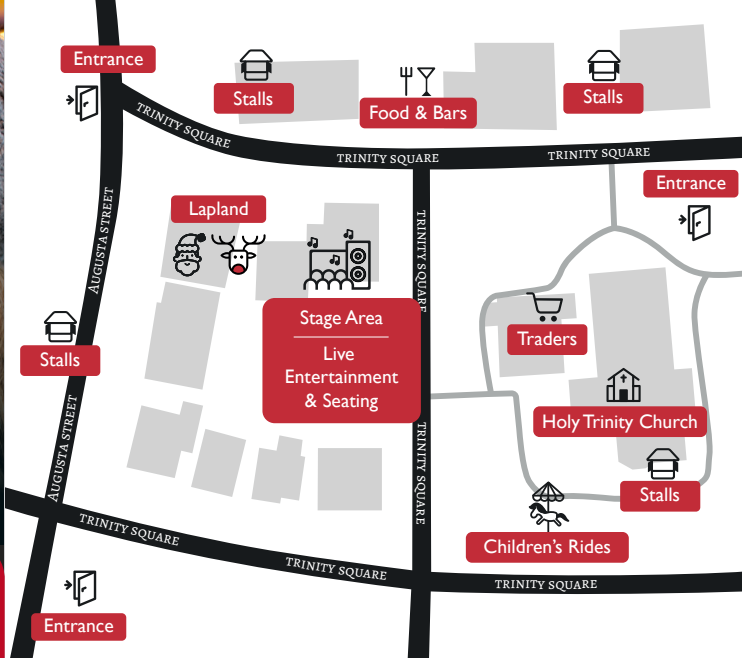 Entrance
Stalls
Food & Bars
Stalls
TRINITY SQUARE
TRINITY SQUARE
TRINITY SQUARE
Entrance
Lapland
AUGUSTA STREET
TRINITY SQUARE
Stage Area
Live
Entertainment
& Seating
Traders
Stalls
Holy Trinity Church
AUGUSTA STREET
TRINITY SQUARE
Stalls
TRINITY SQUARE
Children's Rides
TRINITY SQUARE
TRINITY SQUARE
Entrance